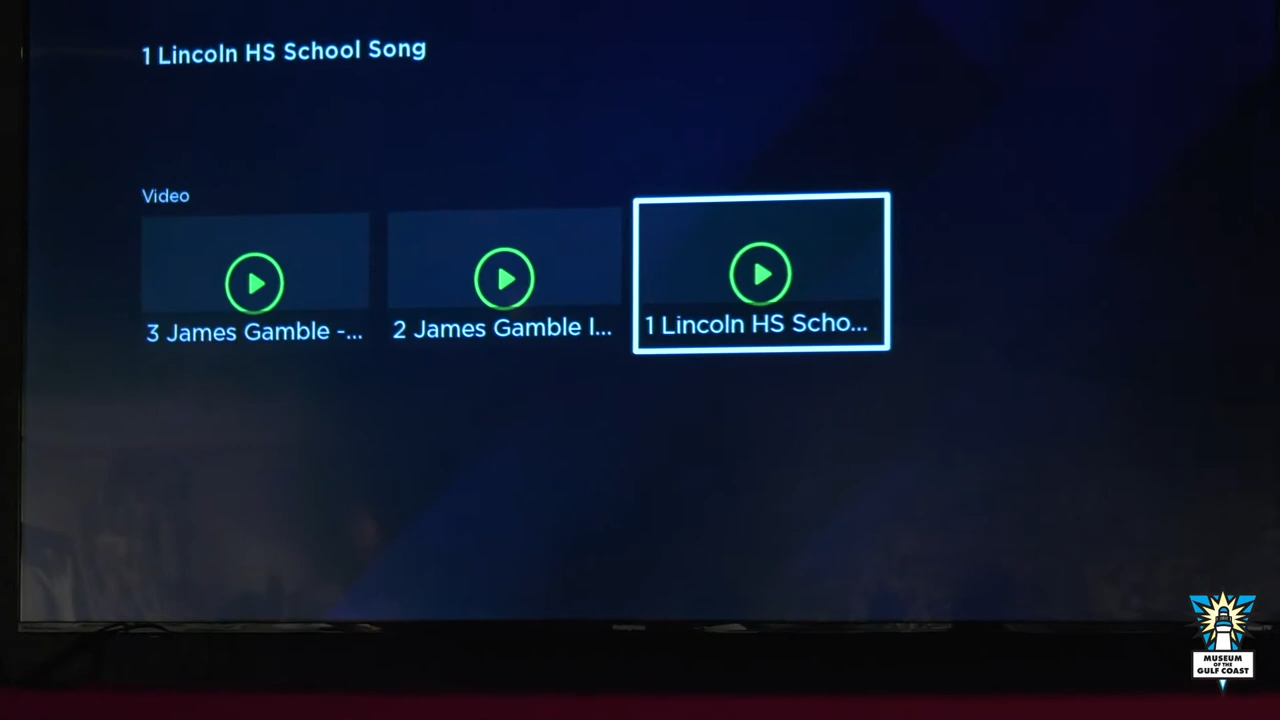 1 Lincoln HS School Song
Video
3 James Gamble -...
2 James Gamble I...
1 Lincoln HS Scho...
MUSEUM
OF THE
GULF COAST